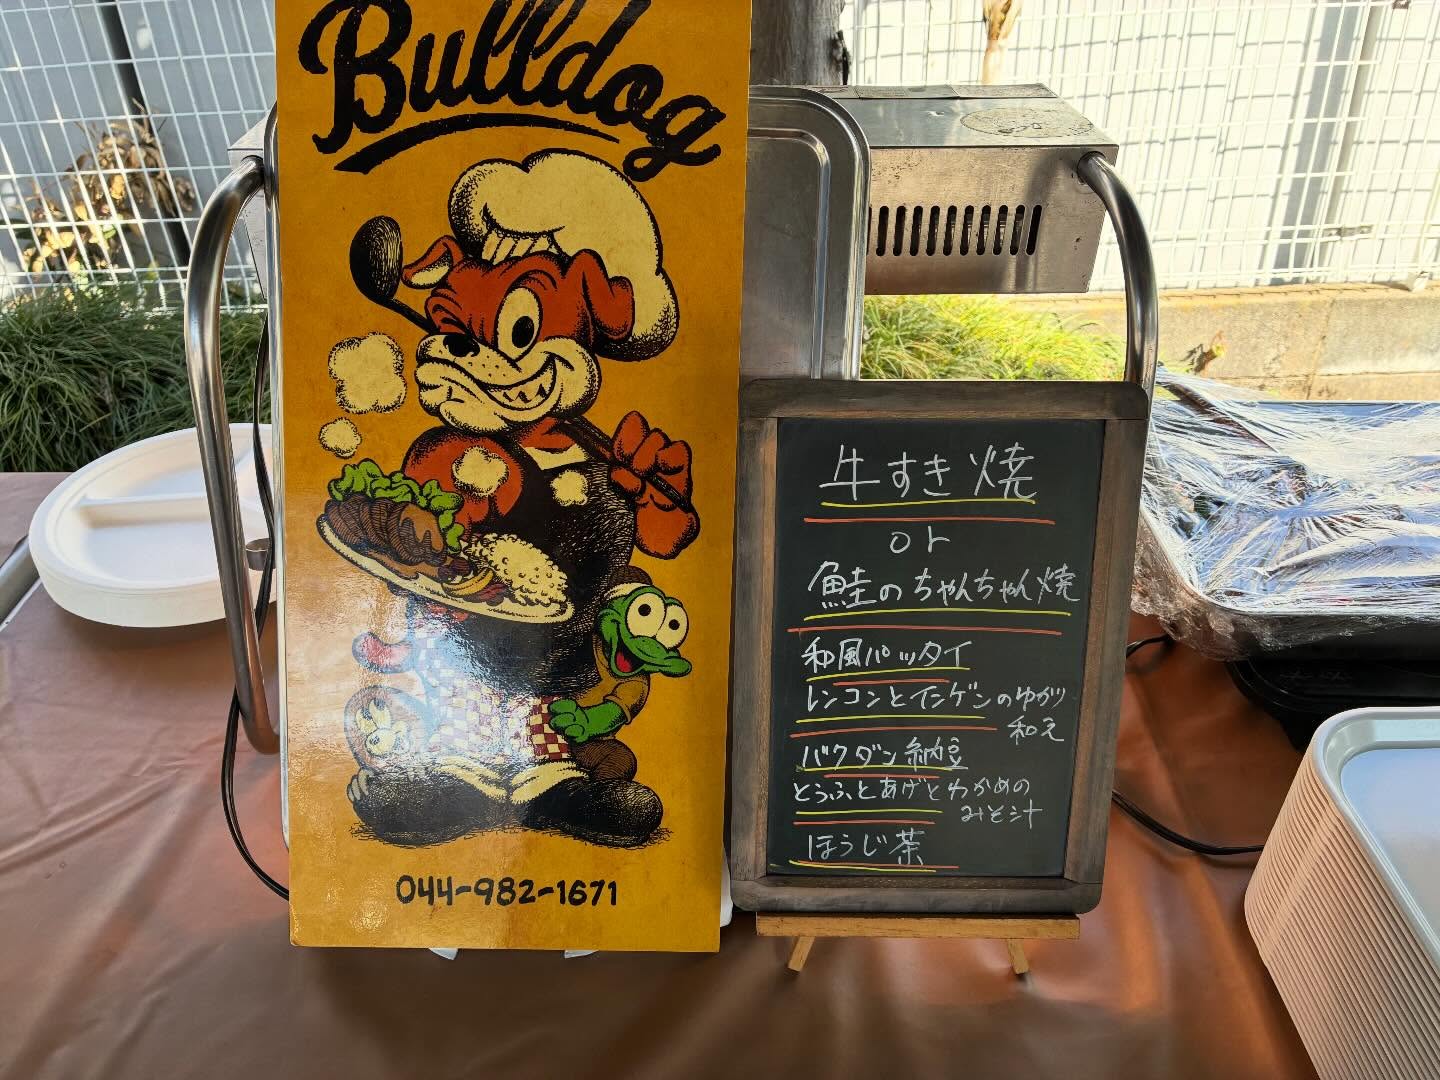 Bulldog
044-982-1671
牛すき焼
or
鮭のちゃんちゃん焼
和風パッタイ
レンコンとインゲンのゆかり
和え
バクダン納豆
とうふとあげとわかめの
みそ汁
ほうじ茶